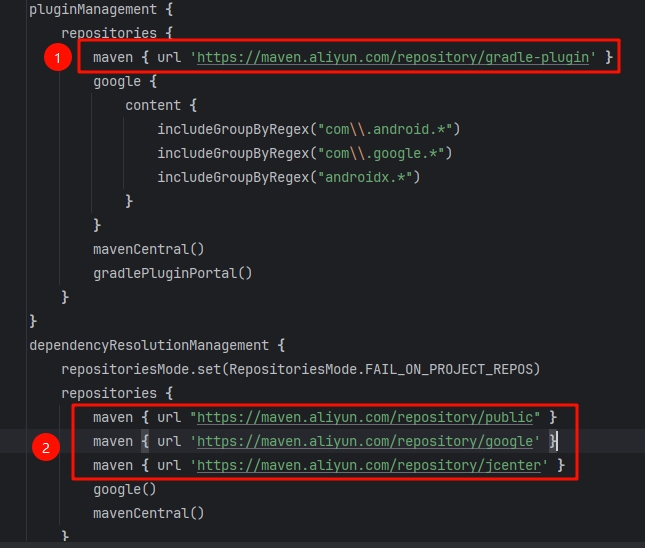 pluginManagement {
repositories {
1 maven { url 'https://maven.aliyun.com/repository/gradle-plugin' }
google {
content {
includeGroupByRegex("com\\.android.*")
includeGroupByRegex("com\\.google.*")
includeGroupByRegex("androidx.*")
}
}
mavenCentral()
gradlePluginPortal()
}
}
dependencyResolutionManagement {
repositoriesMode.set(RepositoriesMode.FAIL_ON_PROJECT_REPOS)
repositories {
maven { url "https://maven.aliyun.com/repository/public" }
2 maven { url 'https://maven.aliyun.com/repository/google' }
maven { url 'https://maven.aliyun.com/repository/jcenter' }
google()
mavenCentral()
}